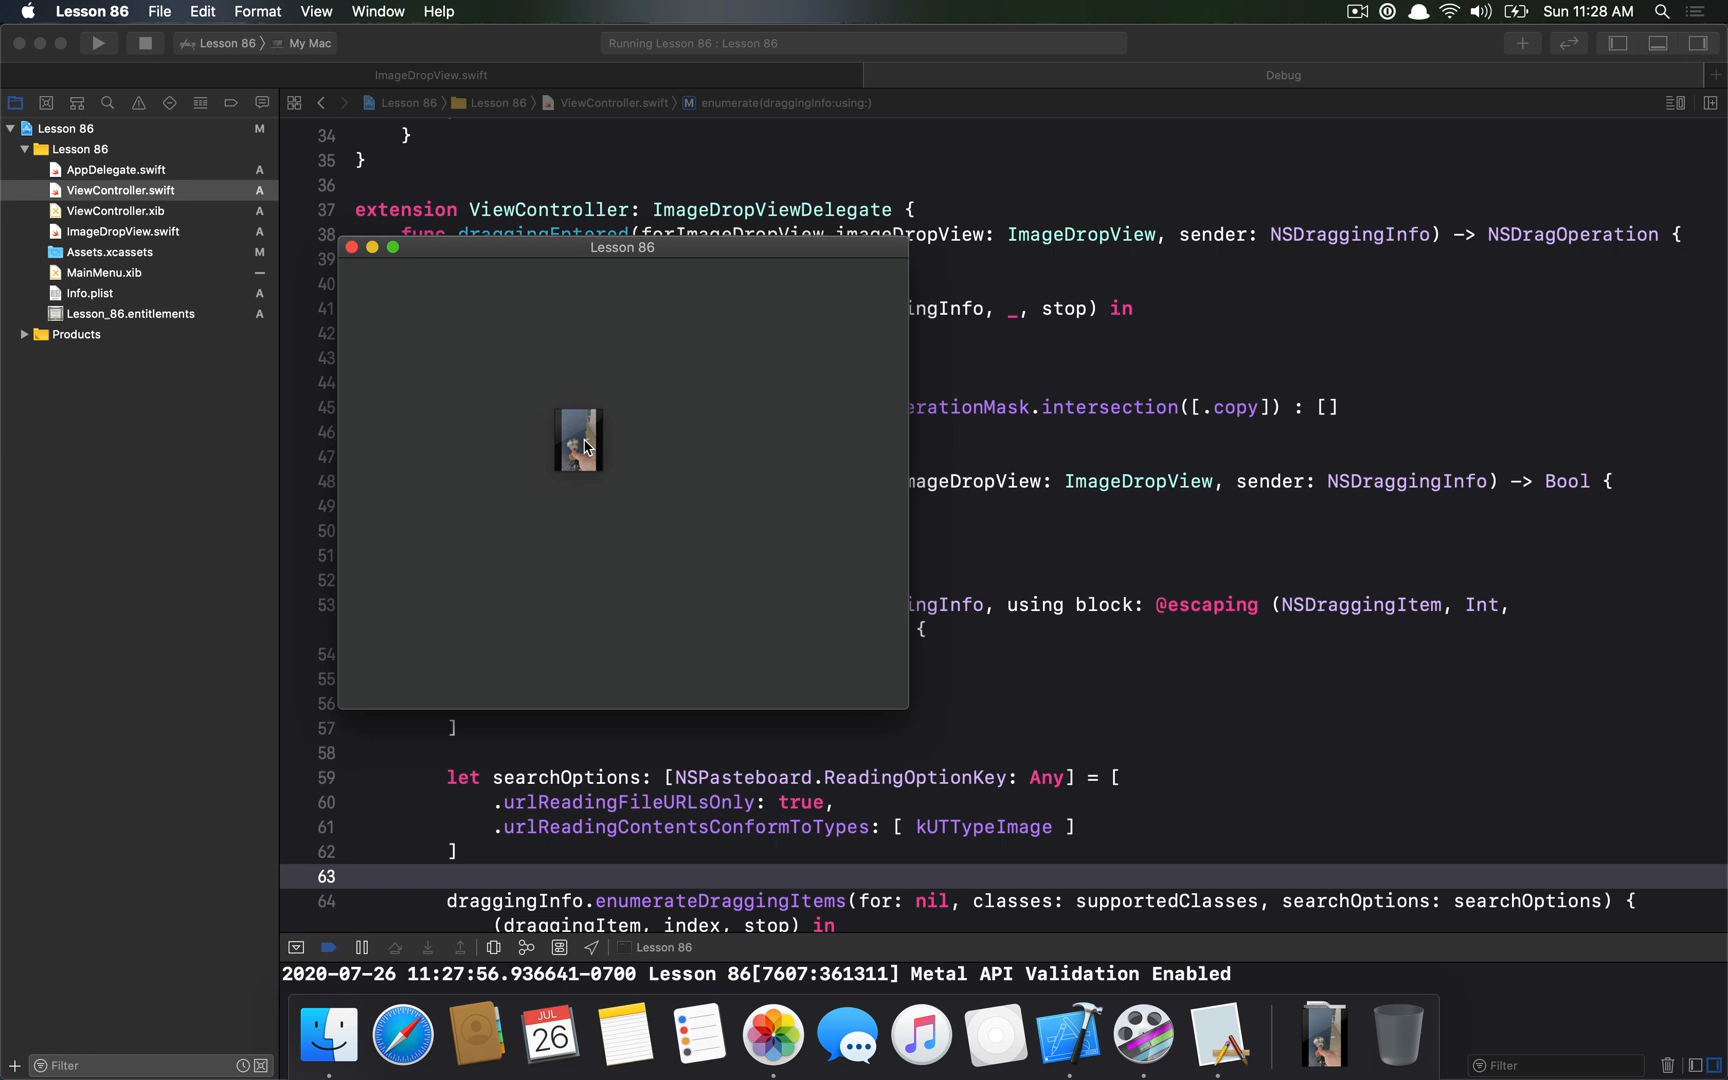 Lesson 86 File Edit Format View Window Help Sun 11:28 AM
Lesson 86 〉 My Mac Running Lesson 86 : Lesson 86
ImageDropView.swift Debug
Lesson 86 〉 Lesson 86 〉 ViewController.swift 〉 M enumerate(draggingInfo:using:)
Lesson 86 M
Lesson 86
AppDelegate.swift A
ViewController.swift A
ViewController.xib A
ImageDropView.swift A
Assets.xcassets M
MainMenu.xib —
Info.plist A
Lesson_86.entitlements A
Products
34 }
35 }
36
37 extension ViewController: ImageDropViewDelegate {
38 func draggingEntered(forImageDropView imageDropView: ImageDropView, sender: NSDraggingInfo) -> NSDragOperation {
Lesson 86
39
40
41 ingInfo, _, stop) in
42
43
44
45 erationMask.intersection([.copy]) : []
46
47
48 mageDropView: ImageDropView, sender: NSDraggingInfo) -> Bool {
49
50
51
52
53 ingInfo, using block: @escaping (NSDraggingItem, Int,
{
54
55
56
57 ]
58
59 let searchOptions: [NSPasteboard.ReadingOptionKey: Any] = [
60 .urlReadingFileURLsOnly: true,
61 .urlReadingContentsConformToTypes: [ kUTTypeImage ]
62 ]
63
64 draggingInfo.enumerateDraggingItems(for: nil, classes: supportedClasses, searchOptions: searchOptions) {
(draggingItem, index, stop) in
Lesson 86
2020-07-26 11:27:56.936641-0700 Lesson 86[7607:361311] Metal API Validation Enabled
JUL
26
Filter
Filter